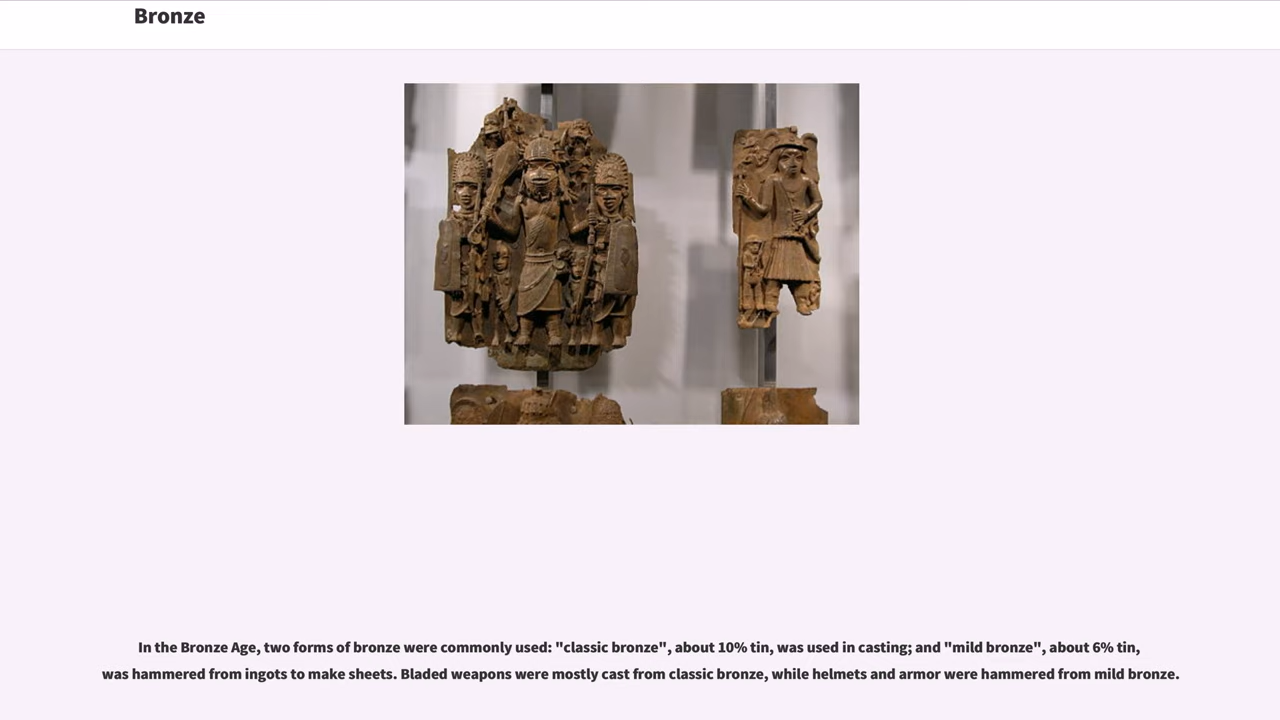 Bronze
In the Bronze Age, two forms of bronze were commonly used: "classic bronze", about 10% tin, was used in casting; and "mild bronze", about 6% tin,
was hammered from ingots to make sheets. Bladed weapons were mostly cast from classic bronze, while helmets and armor were hammered from mild bronze.